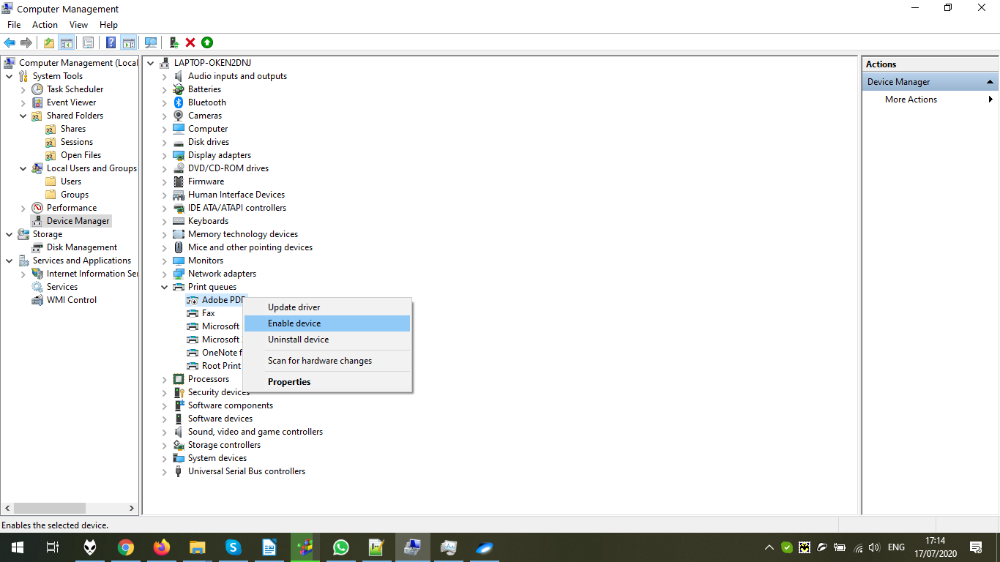 Computer Management
File Action View Help
Computer Management (Local
System Tools
Task Scheduler
Event Viewer
Shared Folders
Shares
Sessions
Open Files
Local Users and Groups
Users
Groups
Performance
Device Manager
Storage
Disk Management
Services and Applications
Internet Information Ser
Services
WMI Control
LAPTOP-OKEN2DNJ
Audio inputs and outputs
Batteries
Bluetooth
Cameras
Computer
Disk drives
Display adapters
DVD/CD-ROM drives
Firmware
Human Interface Devices
IDE ATA/ATAPI controllers
Keyboards
Memory technology devices
Mice and other pointing devices
Monitors
Network adapters
Print queues
Adobe PDF
Fax
Microsoft
Microsoft
OneNote f
Root Print
Processors
Security devices
Software components
Software devices
Sound, video and game controllers
Storage controllers
System devices
Universal Serial Bus controllers
Update driver
Enable device
Uninstall device
Scan for hardware changes
Properties
Actions
Device Manager
More Actions
Enables the selected device.
ENG
17:14
17/07/2020